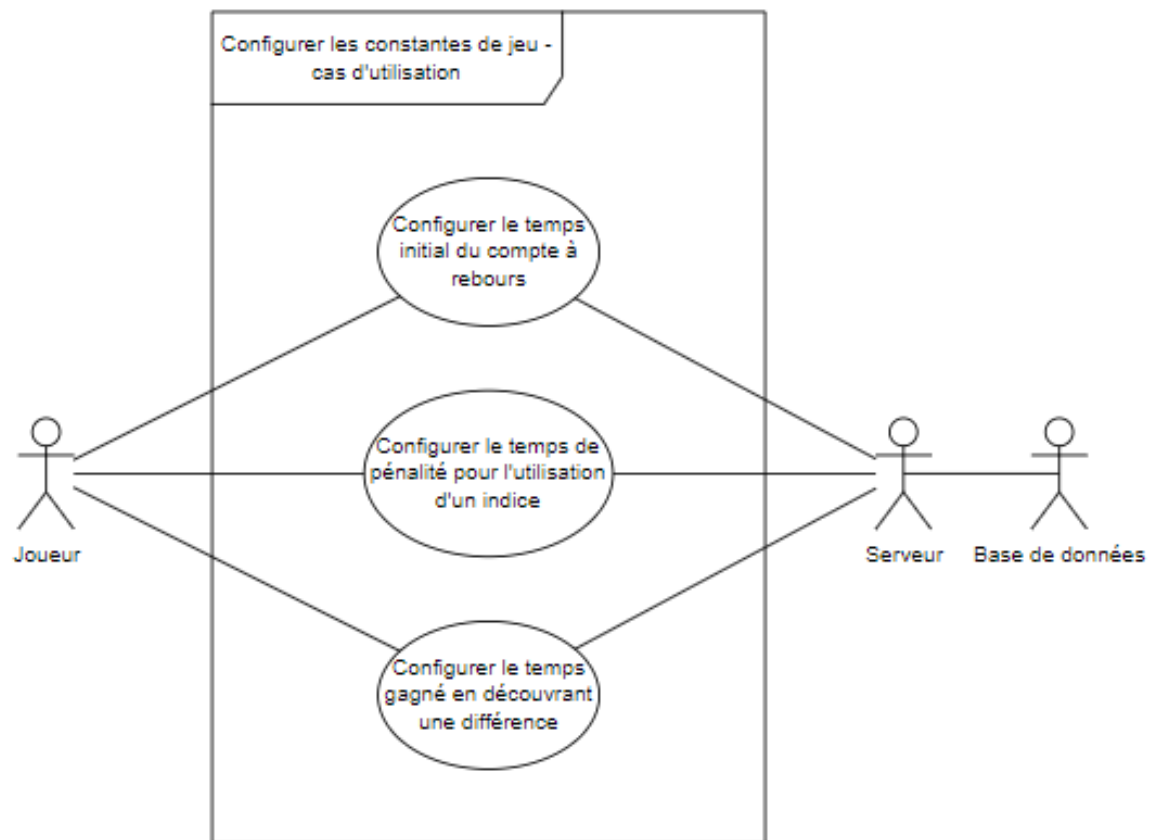 Configurer les constantes de jeu -
cas d'utilisation
Configurer le temps
initial du compte à
rebours
Configurer le temps de
pénalité pour l'utilisation
d'un indice
Joueur
Serveur
Base de données
Configurer le temps
gagné en découvrant
une différence